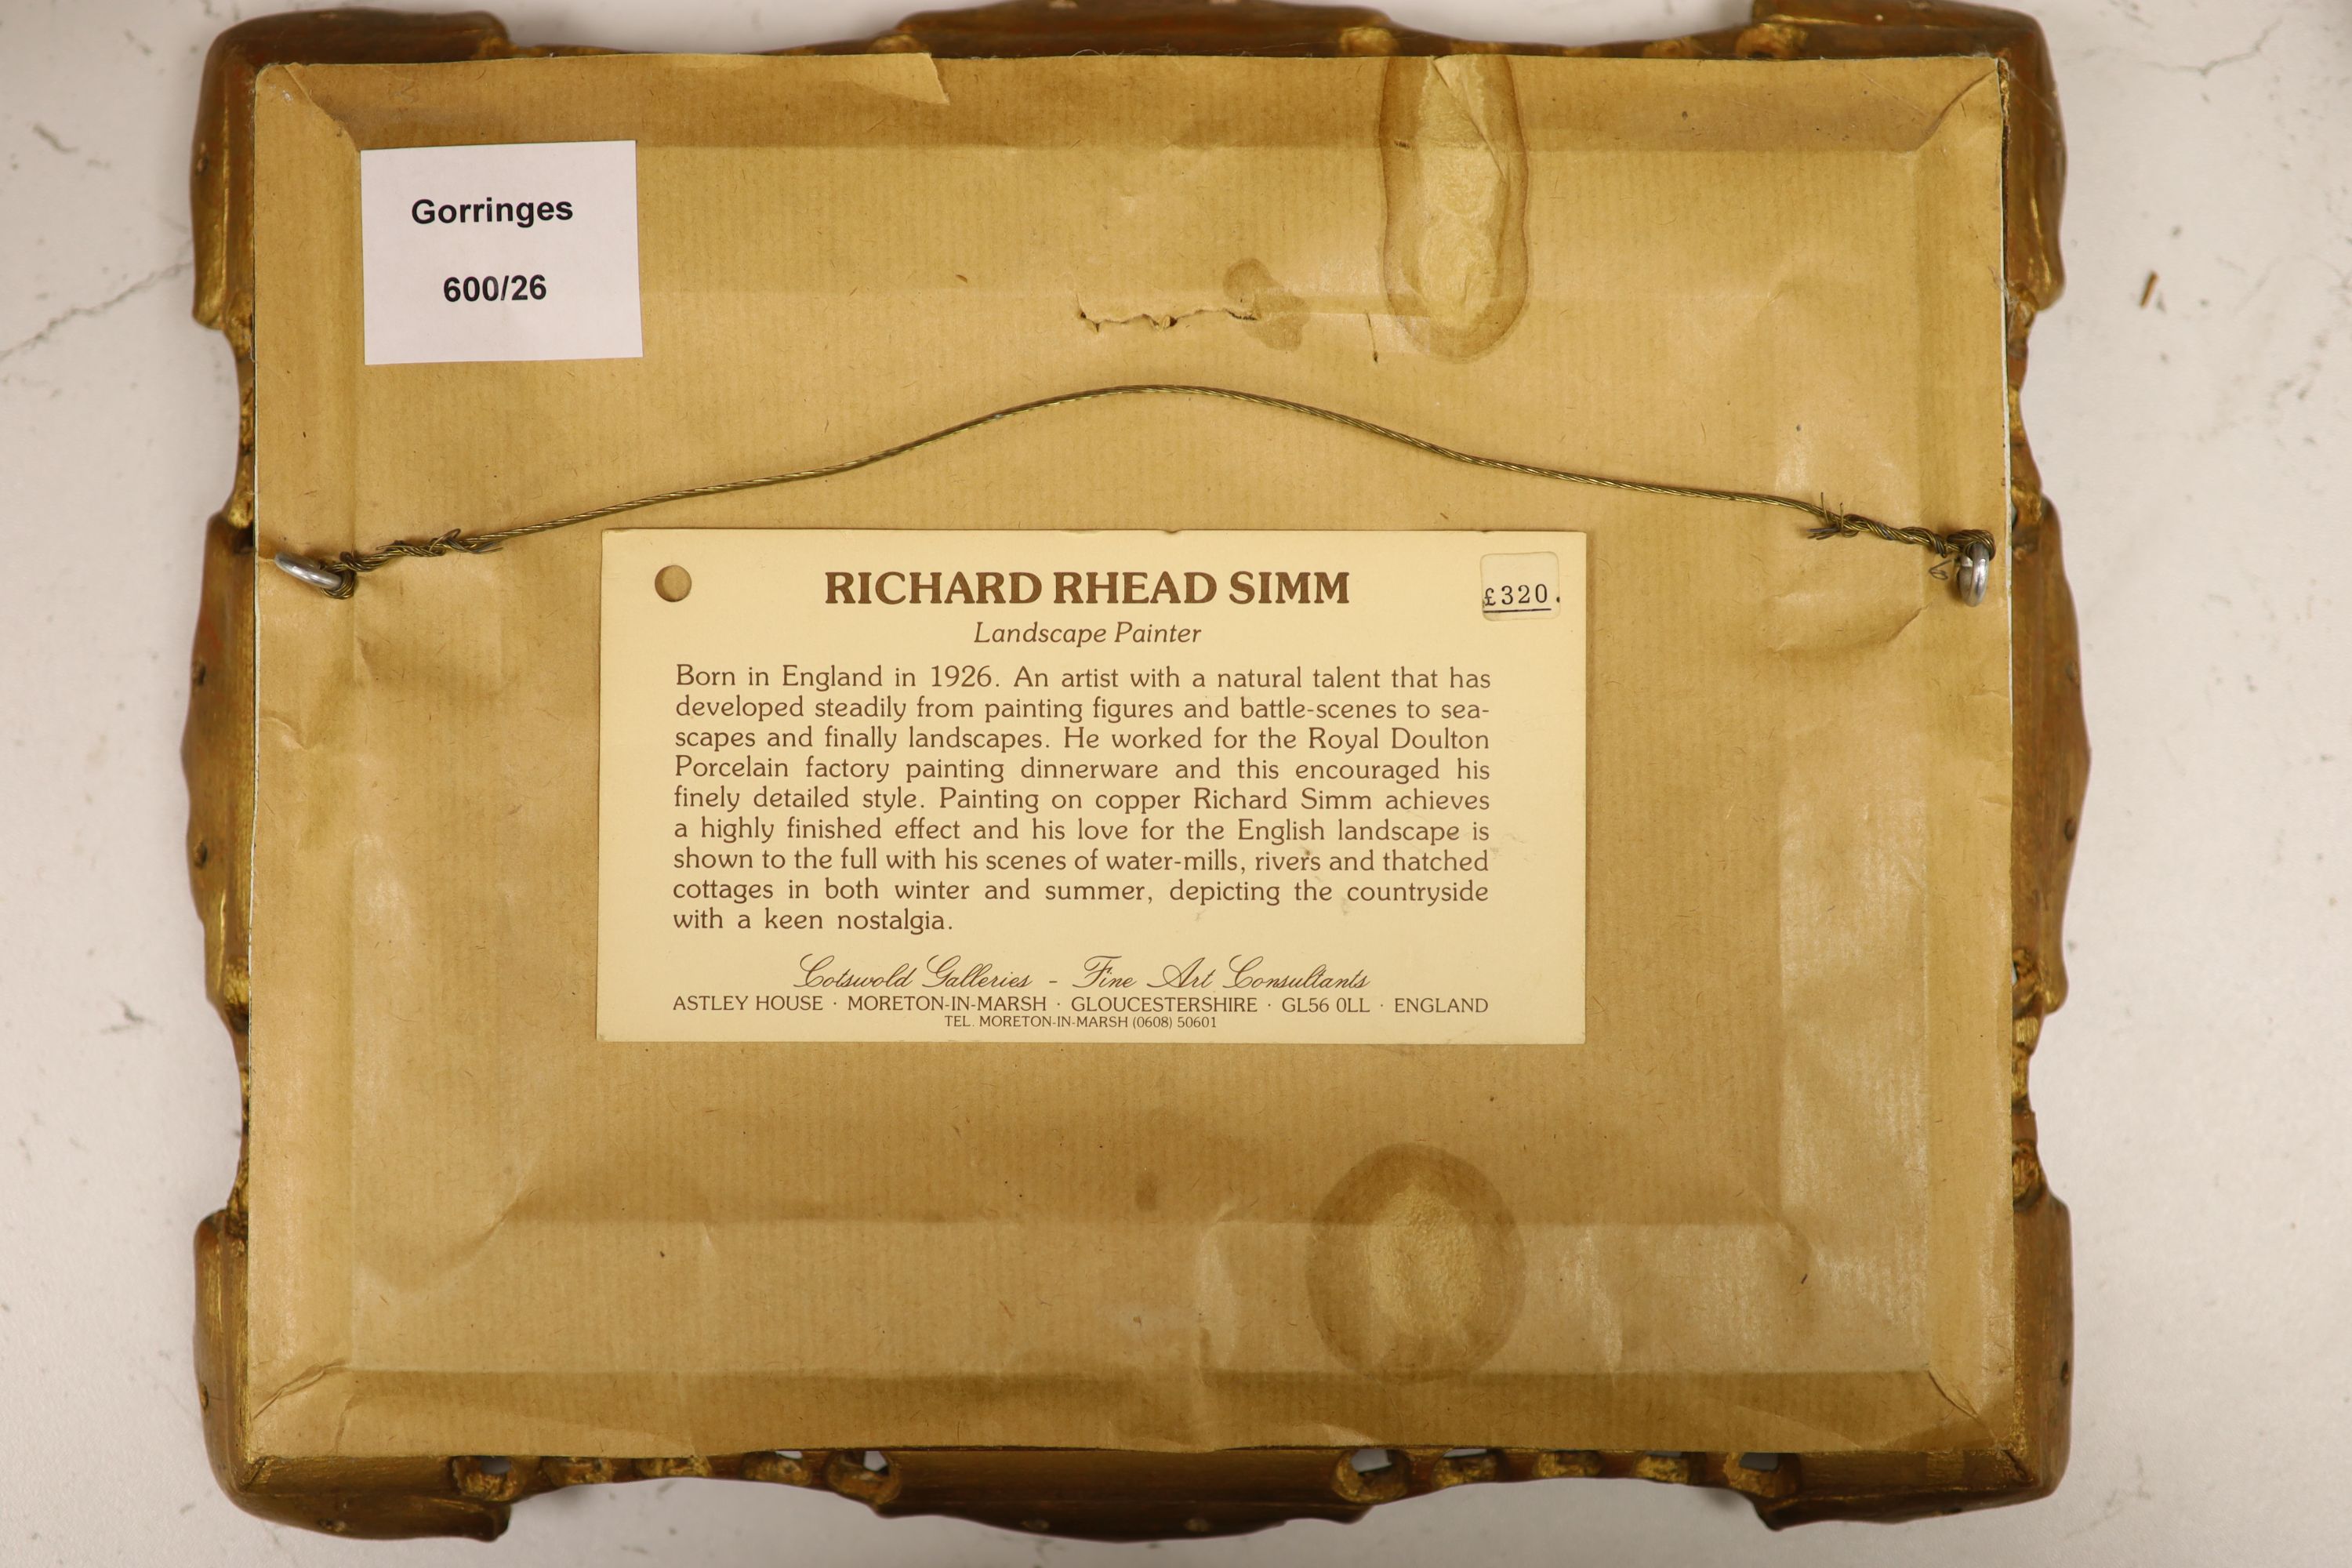 Gorringes
600/26
RICHARD RHEAD SIMM
£320.
Landscape Painter
Born in England in 1926. An artist with a natural talent that has
developed steadily from painting figures and battle-scenes to sea-
scapes and finally landscapes. He worked for the Royal Doulton
Porcelain factory painting dinnerware and this encouraged his
finely detailed style. Painting on copper Richard Simm achieves
a highly finished effect and his love for the English landscape is
shown to the full with his scenes of water-mills, rivers and thatched
cottages in both winter and summer, depicting the countryside
with a keen nostalgia.
Cotswold Galleries - Fine Art Consultants
ASTLEY HOUSE · MORETON-IN-MARSH · GLOUCESTERSHIRE · GL56 0LL · ENGLAND
TEL. MORETON-IN-MARSH (0608) 50601